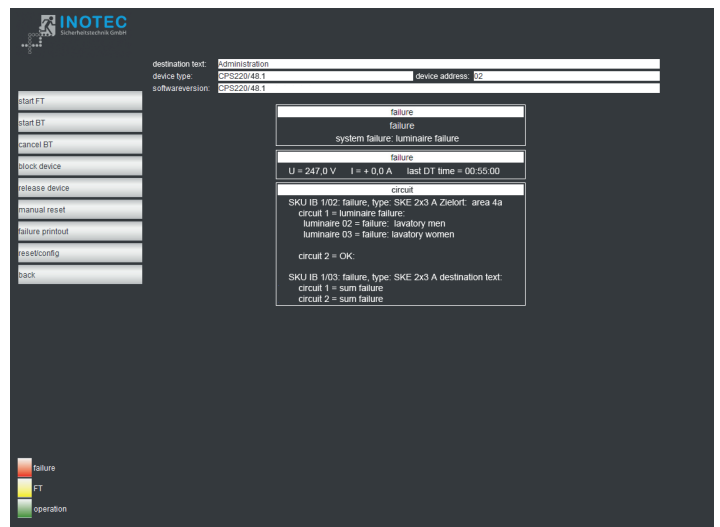 INOTEC
Sicherheitstechnik GmbH
destination text: Administration
device type: CPS220/48.1 device address: 02
softwareversion: CPS220/48.1
start FT
start BT
cancel BT
block device
release device
manual reset
failure printout
reset/config
back
failure
failure
system failure: luminaire failure
failure
U = 247,0 V I = + 0,0 A last DT time = 00:55:00
circuit
SKU IB 1/02: failure, type: SKE 2x3 A Zielort: area 4a
circuit 1 = luminaire failure:
luminaire 02 = failure: lavatory men
luminaire 03 = failure: lavatory women
circuit 2 = OK:
SKU IB 1/03: failure, type: SKE 2x3 A destination text:
circuit 1 = sum failure
circuit 2 = sum failure
failure
FT
operation